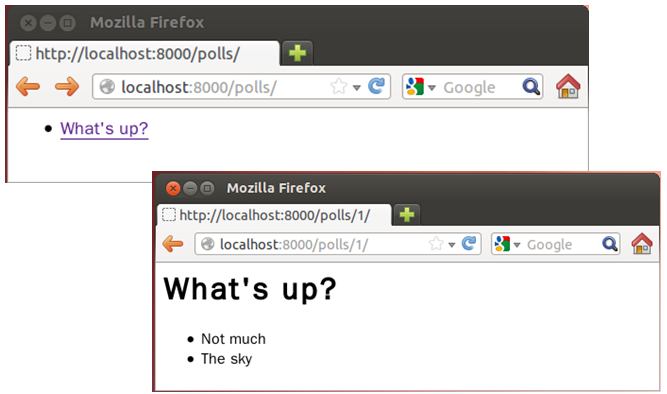 Mozilla Firefox
http://localhost:8000/polls/
localhost:8000/polls/ Google
What's up?
Mozilla Firefox
http://localhost:8000/polls/1/
localhost:8000/polls/1/ Google
What's up?
Not much
The sky